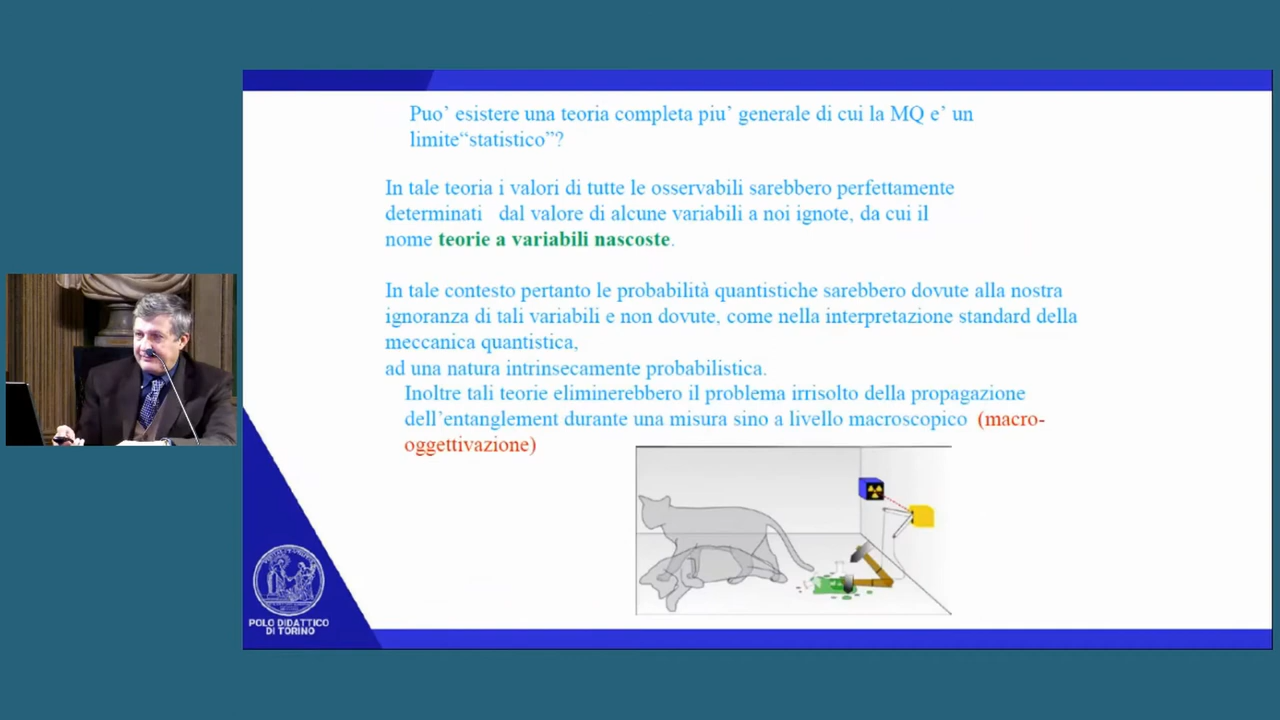 Puo’ esistere una teoria completa piu’ generale di cui la MQ e’ un
limite“statistico”?
In tale teoria i valori di tutte le osservabili sarebbero perfettamente
determinati dal valore di alcune variabili a noi ignote, da cui il
nome teorie a variabili nascoste.
In tale contesto pertanto le probabilità quantistiche sarebbero dovute alla nostra
ignoranza di tali variabili e non dovute, come nella interpretazione standard della
meccanica quantistica,
ad una natura intrinsecamente probabilistica.
Inoltre tali teorie eliminerebbero il problema irrisolto della propagazione
dell’entanglement durante una misura sino a livello macroscopico (macro-
oggettivazione)
POLO DIDATTICO
DI TORINO